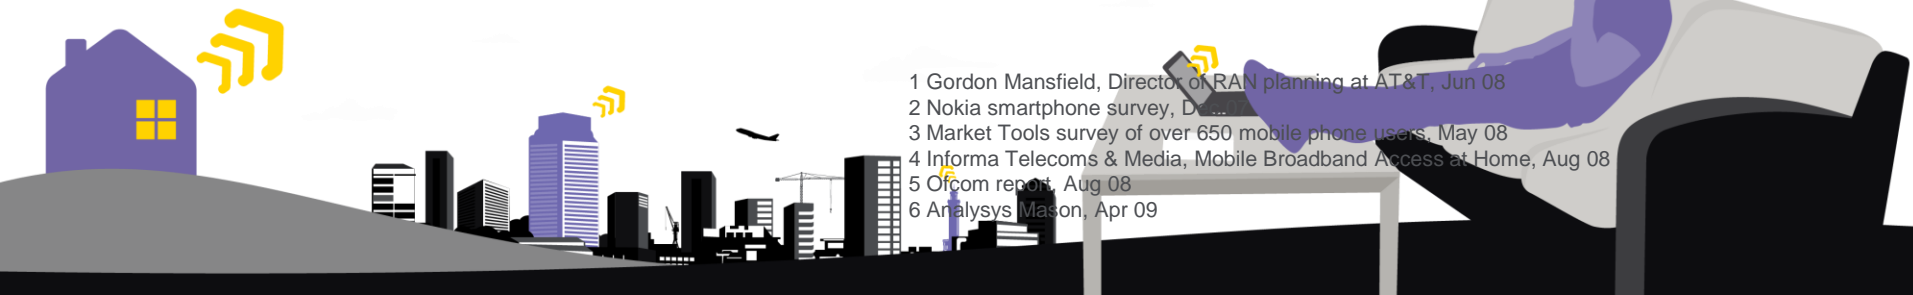 1 Gordon Mansfield, Director of RAN planning at AT&T, Jun 08
2 Nokia smartphone survey, Dec 07
3 Market Tools survey of over 650 mobile phone users, May 08
4 Informa Telecoms & Media, Mobile Broadband Access at Home, Aug 08
5 Ofcom report, Aug 08
6 Analysys Mason, Apr 09